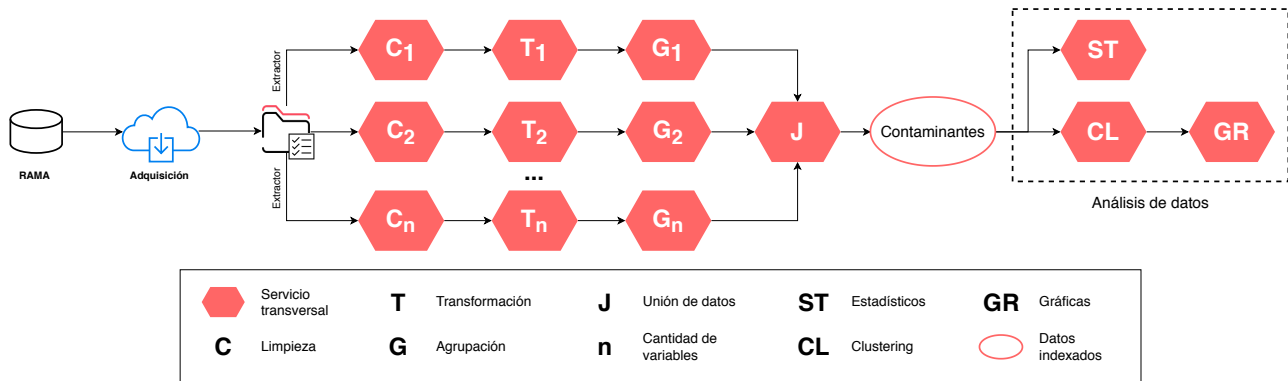 RAMA
Adquisición
Extractor
Extractor
C1
T1
G1
C2
T2
G2
...
Cn
Tn
Gn
J
Contaminantes
ST
CL
GR
Análisis de datos
Servicio
transversal
T
Transformación
J
Unión de datos
ST
Estadísticos
GR
Gráficas
C
Limpieza
G
Agrupación
n
Cantidad de
variables
CL
Clustering
Datos
indexados